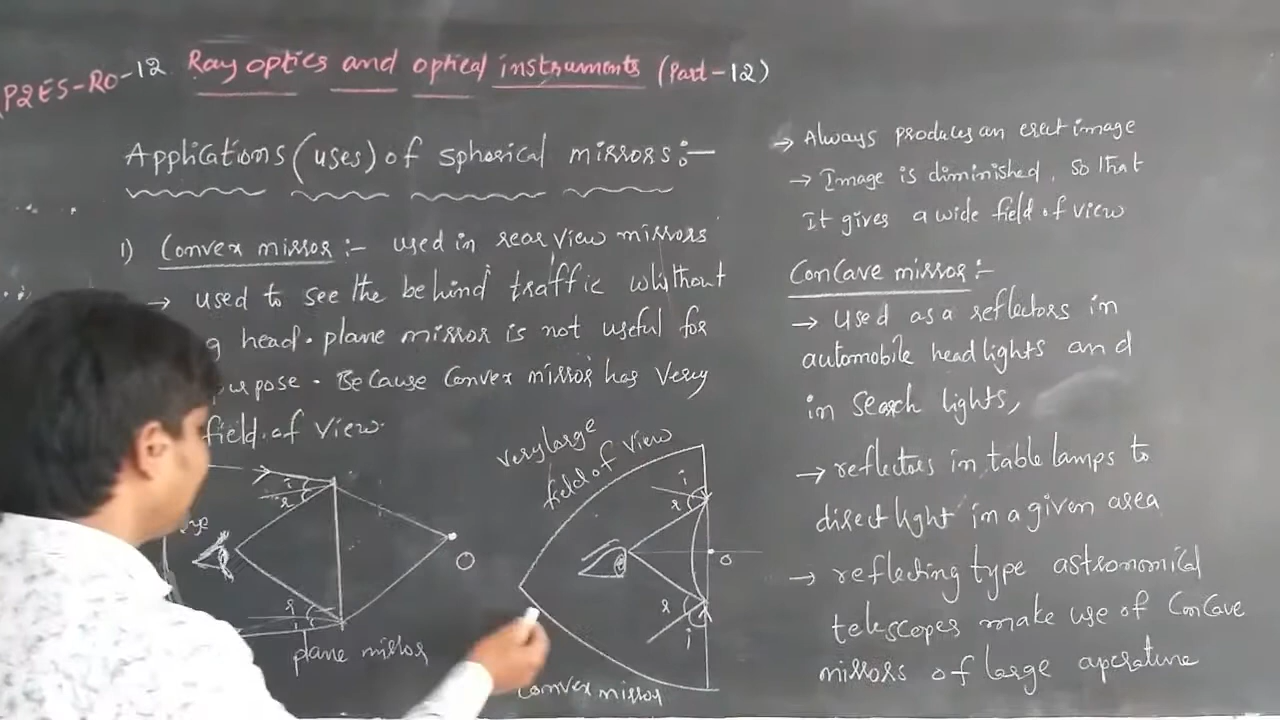 P2ES-RO-12 Ray optics and optical instruments (Part-12)
Applications (uses) of spherical mirrors:-
1) Convex mirror :- used in rear view mirrors
→ used to see the behind traffic whithout
g head. plane mirror is not useful for
urpose. Because Convex mirror has very
field of view.
i
r
r
i
O
plane mirror
very large
field of view
i
r
r
i
O
Convex mirror
→ Always produces an erect image
→ Image is diminished, so that
It gives a wide field of view
Concave mirror:-
→ Used as a reflectors in
automobile head lights and
in search lights,
→ reflectors in table lamps to
direct light in a given area
→ reflecting type astronomical
telescopes make use of Concave
mirrors of large aperature